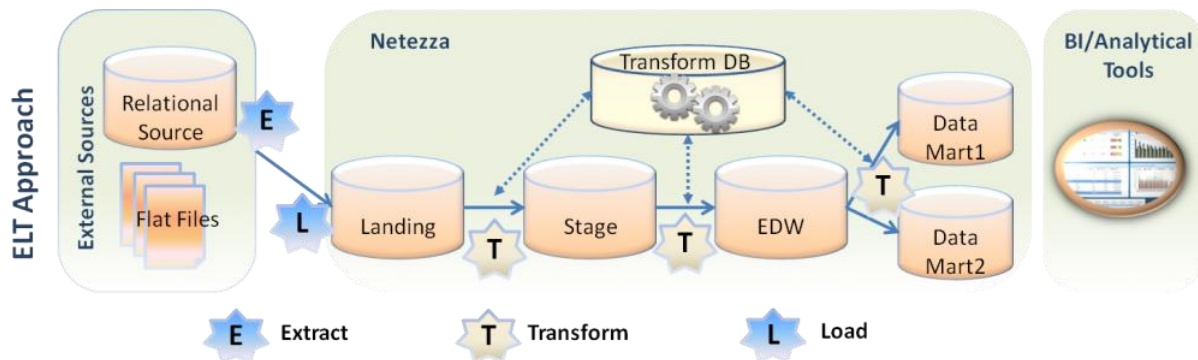 ELT Approach
External Sources
Relational
Source
Flat Files
E
L
Netezza
Transform DB
Landing
T
Stage
T
EDW
T
Data
Mart1
Data
Mart2
BI/Analytical
Tools
E Extract
T Transform
L Load